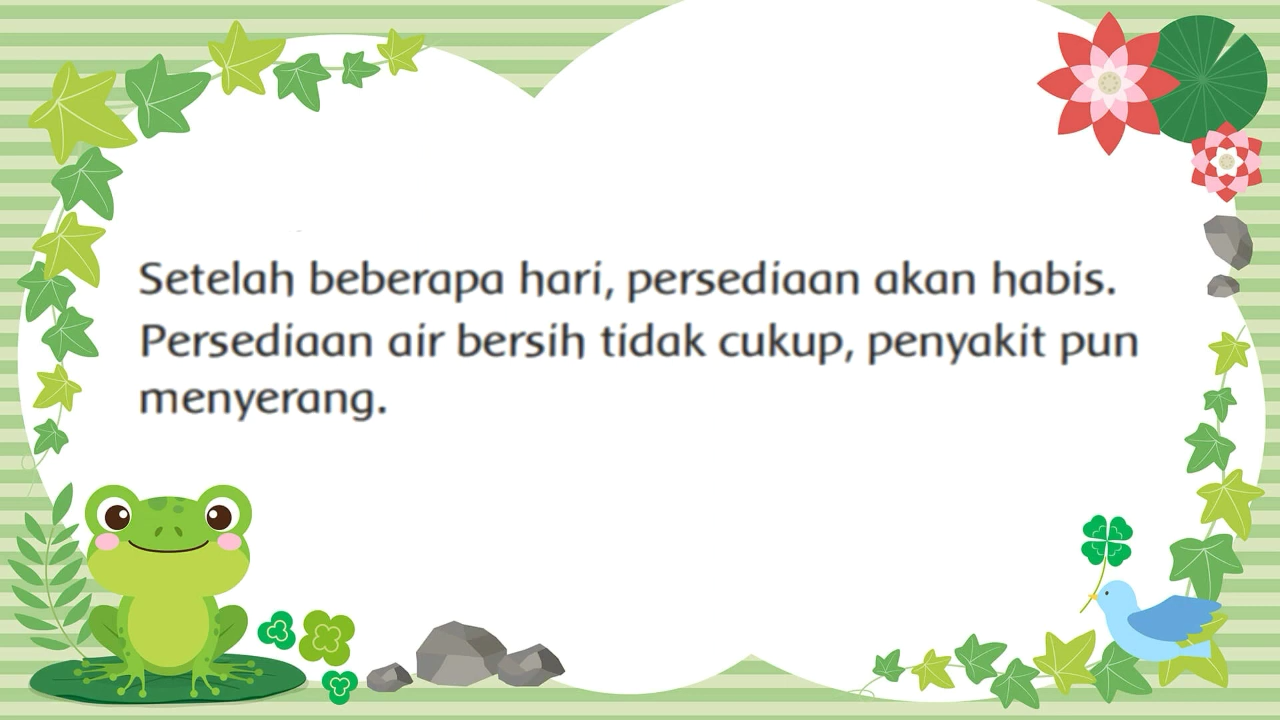 Setelah beberapa hari, persediaan akan habis.
Persediaan air bersih tidak cukup, penyakit pun
menyerang.